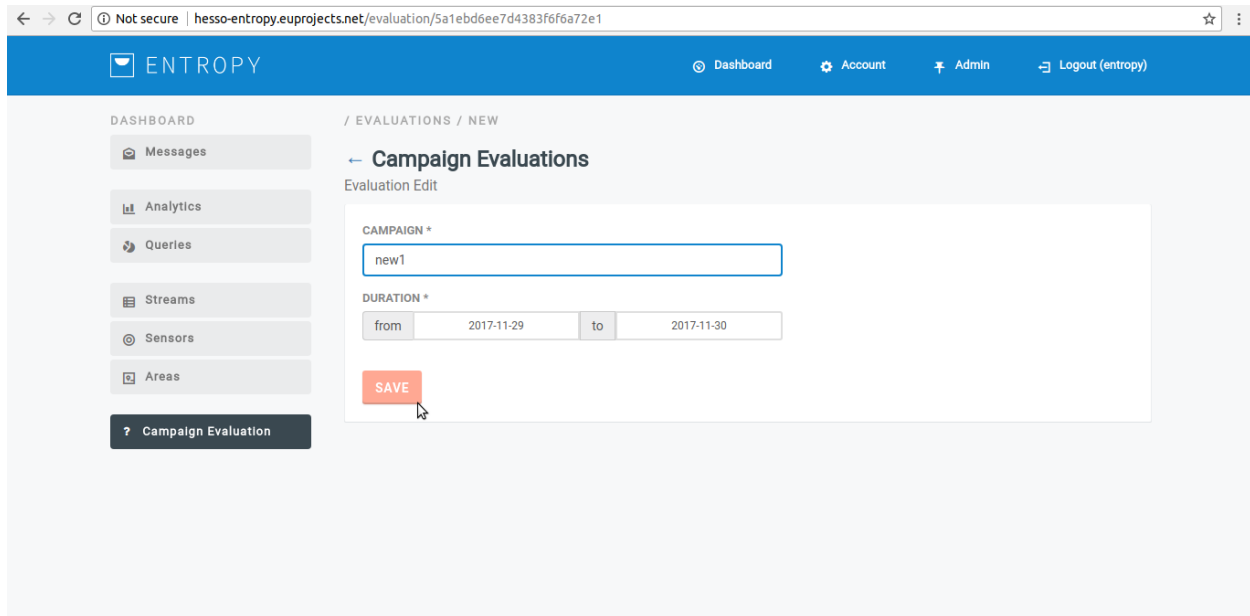 Not secure | hesso-entropy.euprojects.net/evaluation/5a1ebd6ee7d4383f6f6a72e1
ENTROPY
Dashboard Account Admin Logout (entropy)
DASHBOARD
Messages
Analytics
Queries
Streams
Sensors
Areas
? Campaign Evaluation
/ EVALUATIONS / NEW
← Campaign Evaluations
Evaluation Edit
CAMPAIGN *
new1
DURATION *
from 2017-11-29 to 2017-11-30
SAVE